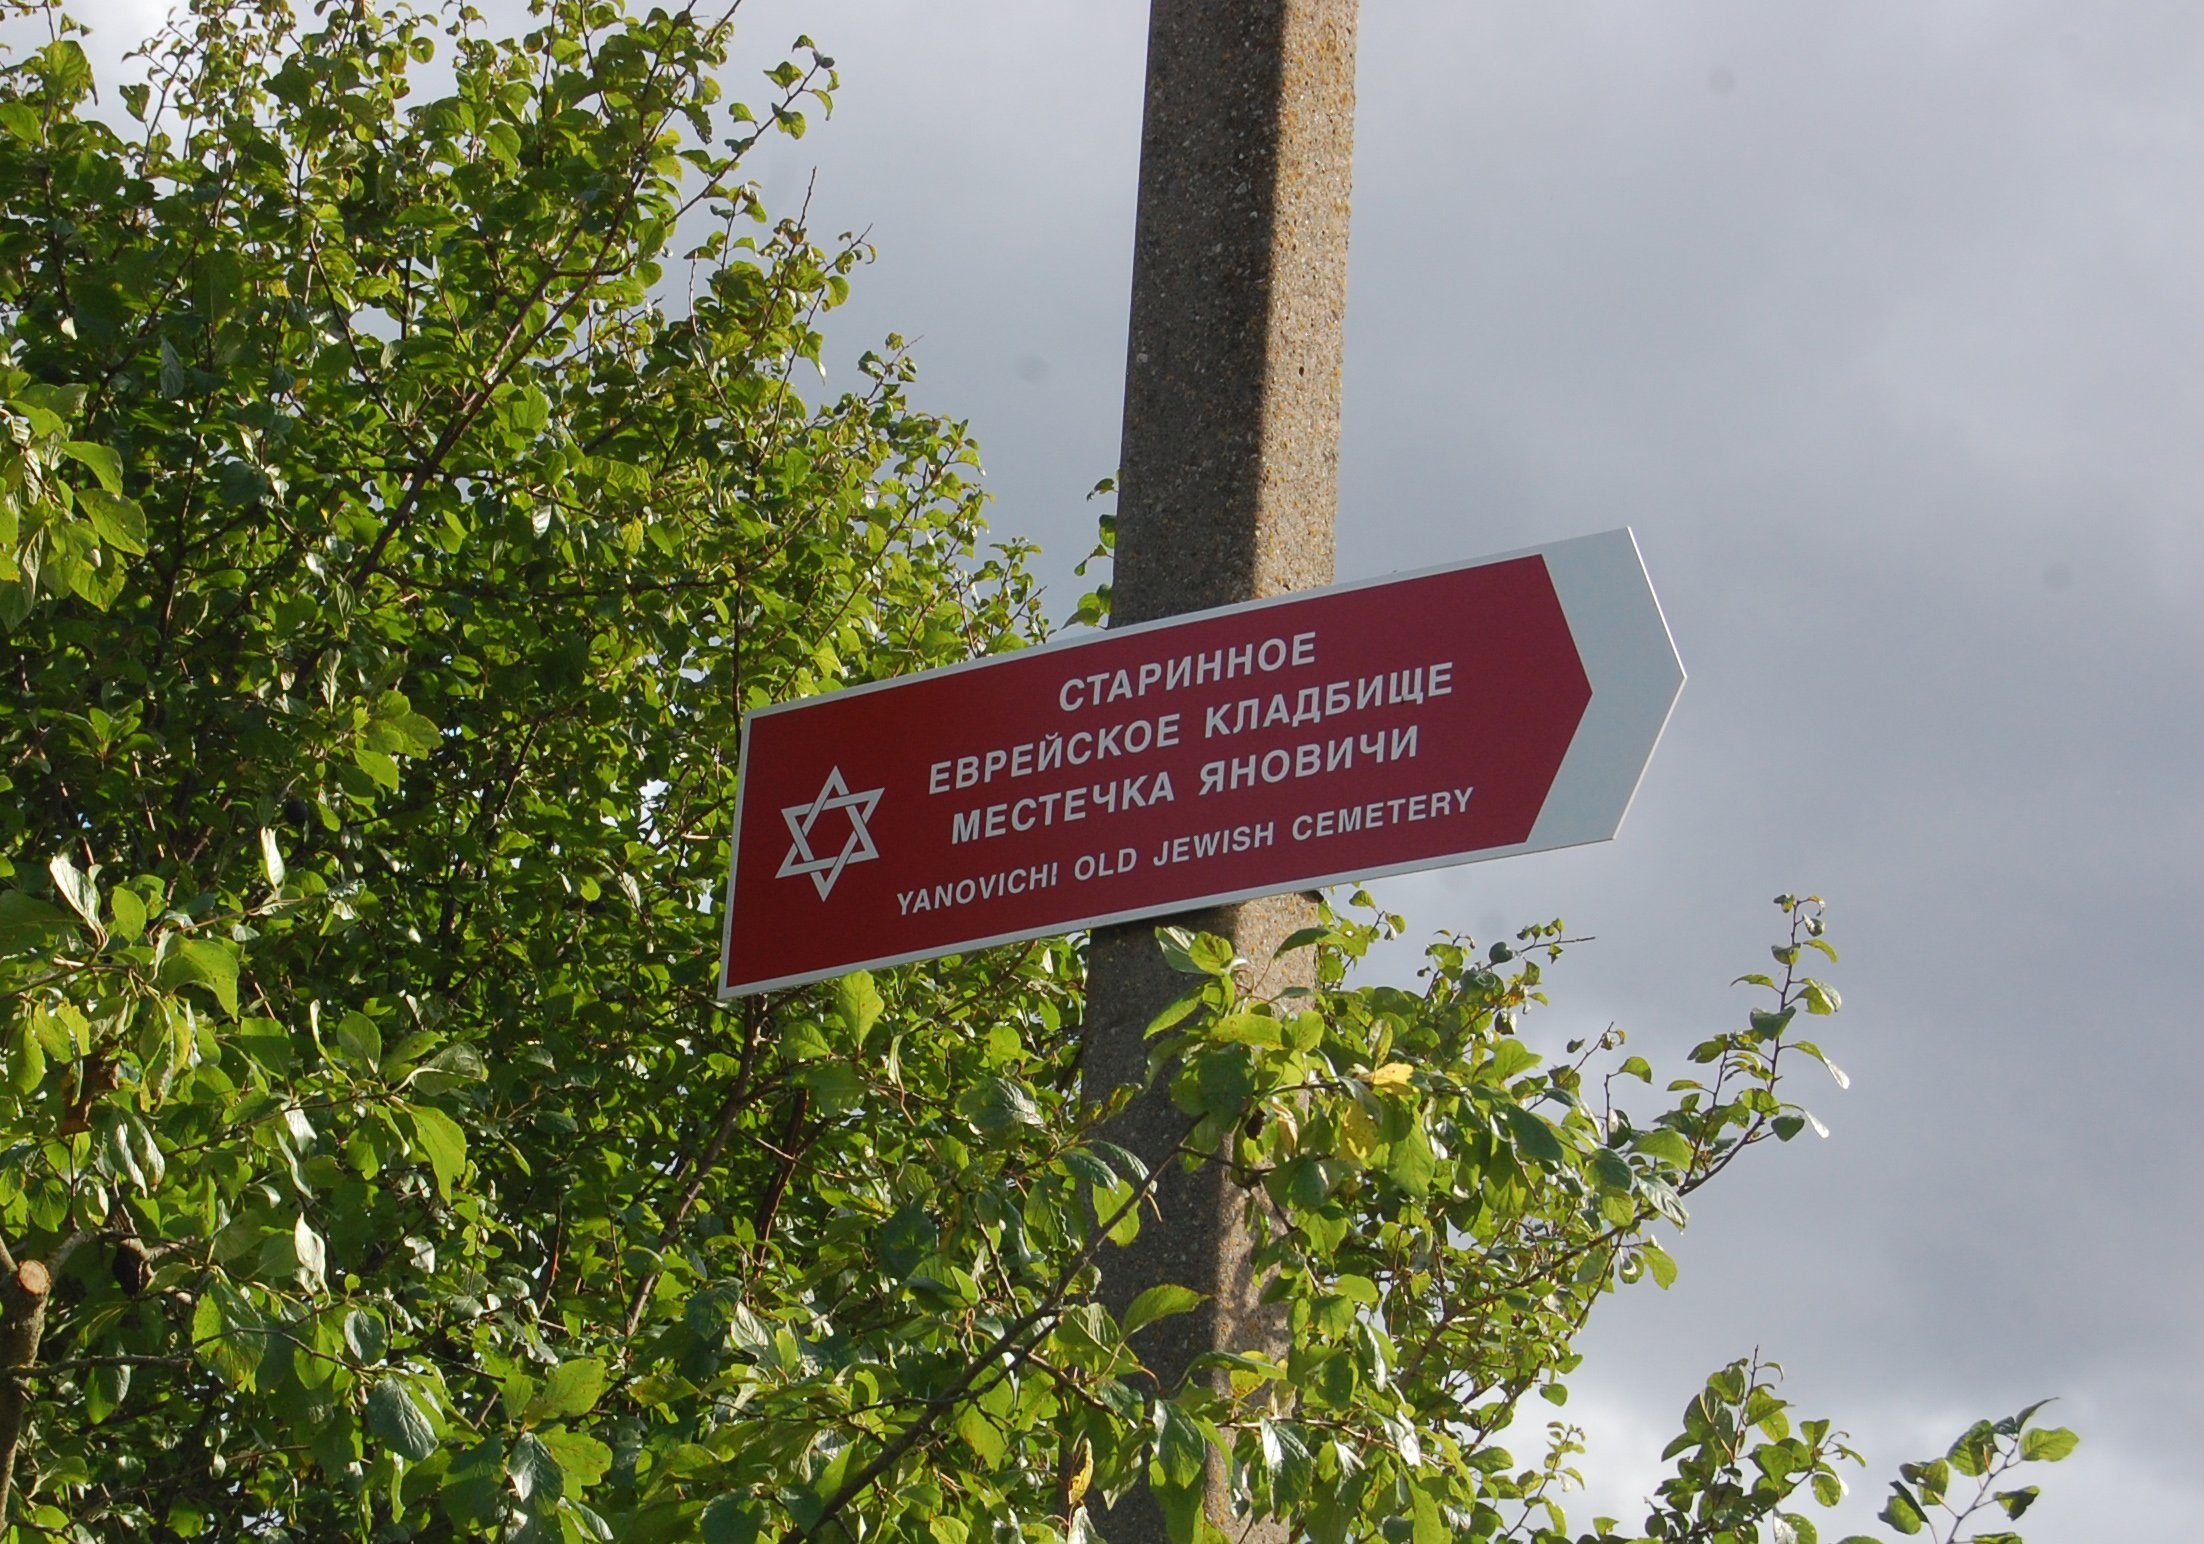 СТАРИННОЕ
ЕВРЕЙСКОЕ КЛАДБИЩЕ
МЕСТЕЧКА ЯНОВИЧИ
YANOVICHI OLD JEWISH CEMETERY